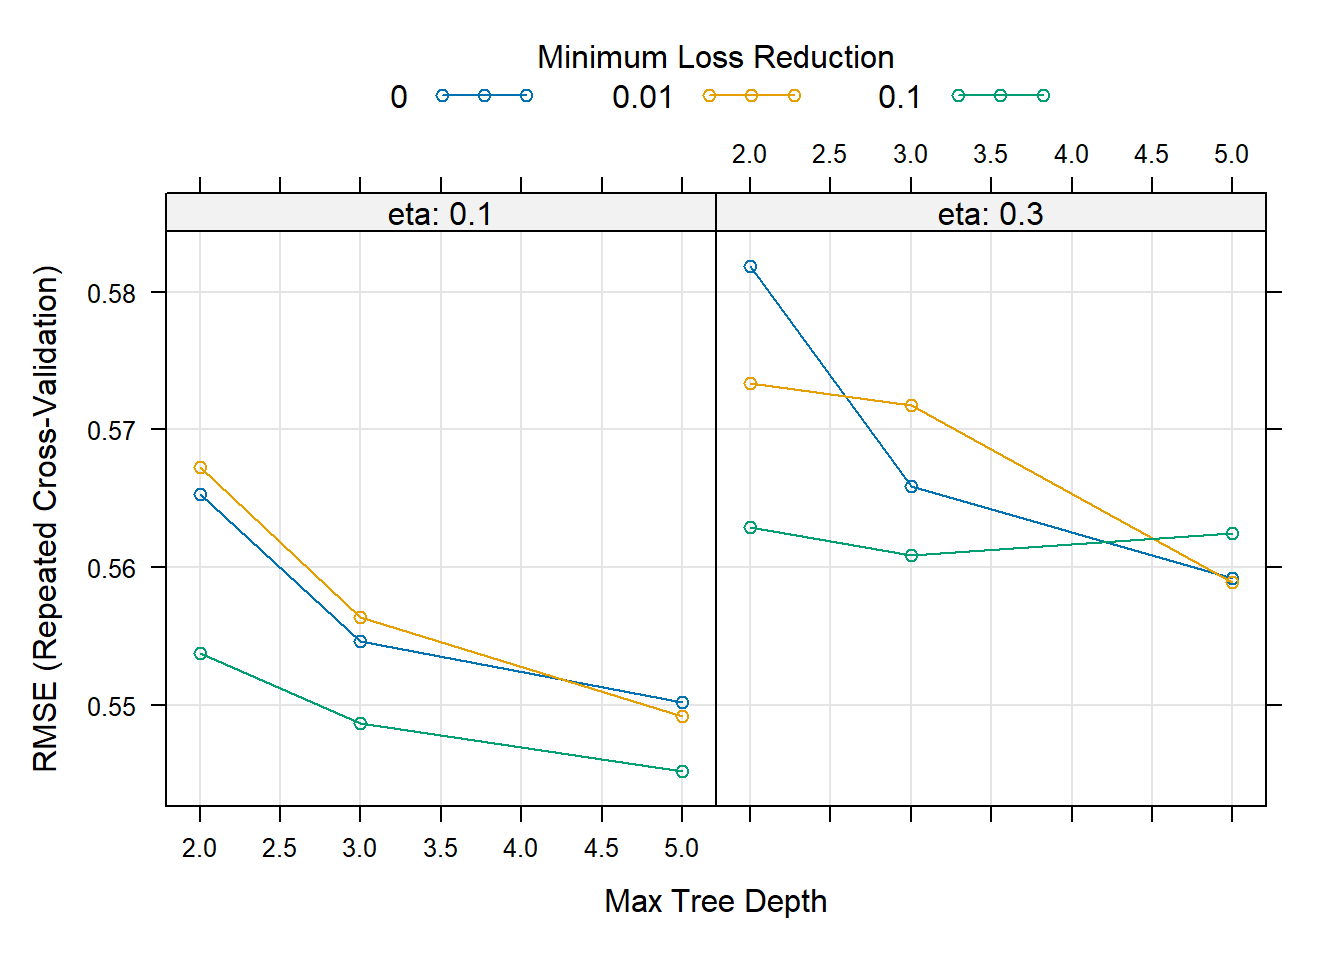 Minimum Loss Reduction
0 0.01 0.1
2.0 2.5 3.0 3.5 4.0 4.5 5.0
eta: 0.1 eta: 0.3
RMSE (Repeated Cross-Validation)
0.58
0.57
0.56
0.55
2.0 2.5 3.0 3.5 4.0 4.5 5.0
Max Tree Depth